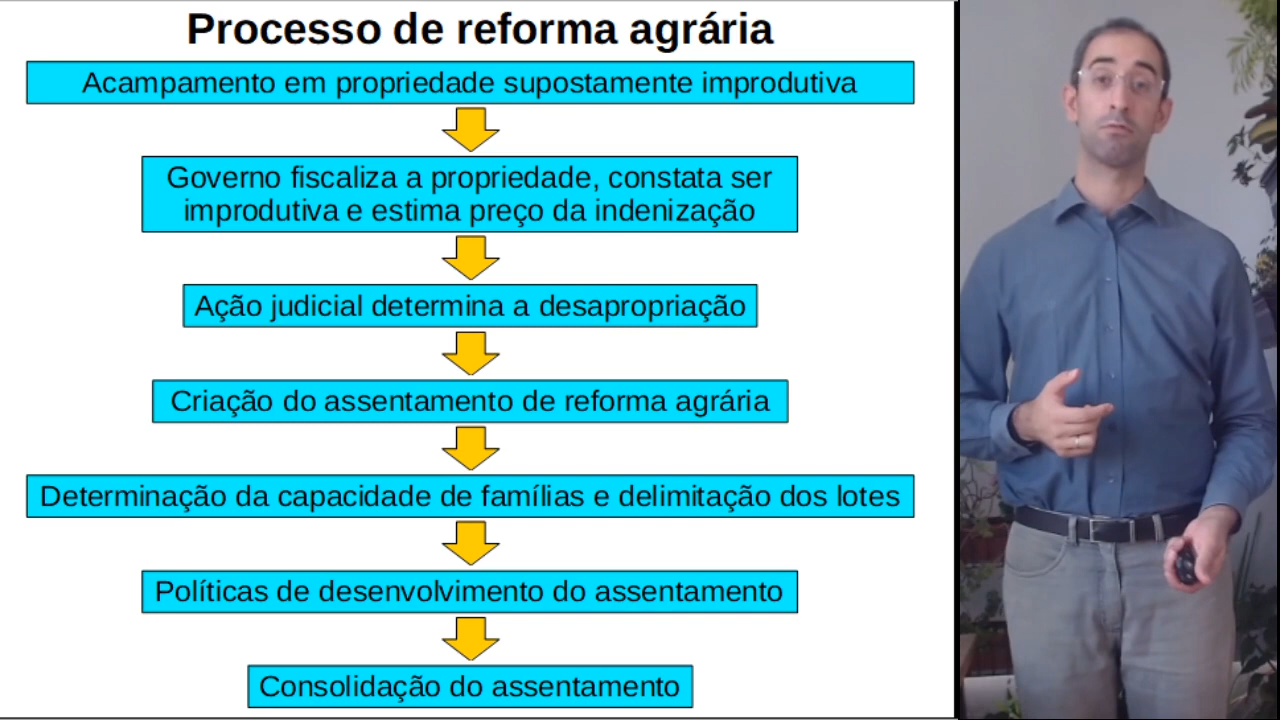 Processo de reforma agrária
Acampamento em propriedade supostamente improdutiva
Governo fiscaliza a propriedade, constata ser
improdutiva e estima preço da indenização
Ação judicial determina a desapropriação
Criação do assentamento de reforma agrária
Determinação da capacidade de famílias e delimitação dos lotes
Políticas de desenvolvimento do assentamento
Consolidação do assentamento